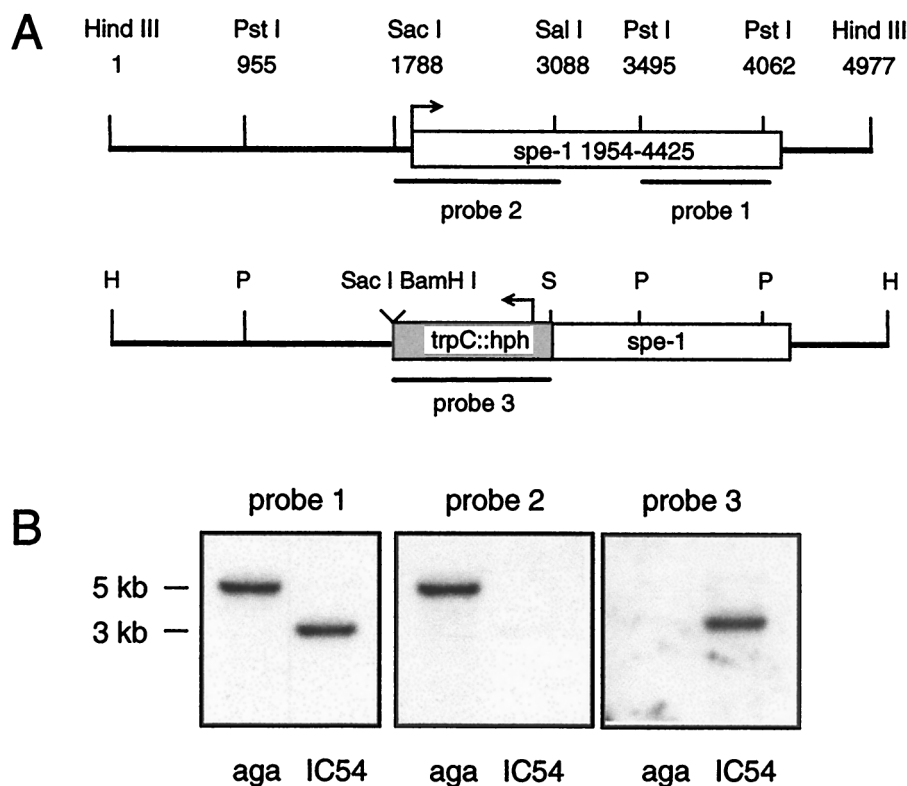 A
Hind III Pst I Sac I Sal I Pst I Pst I Hind III
1 955 1788 3088 3495 4062 4977
spe-1 1954-4425
probe 2 probe 1
H P Sac I BamH I S P P H
trpC::hph spe-1
probe 3
B
probe 1 probe 2 probe 3
5 kb
3 kb
aga IC54 aga IC54 aga IC54